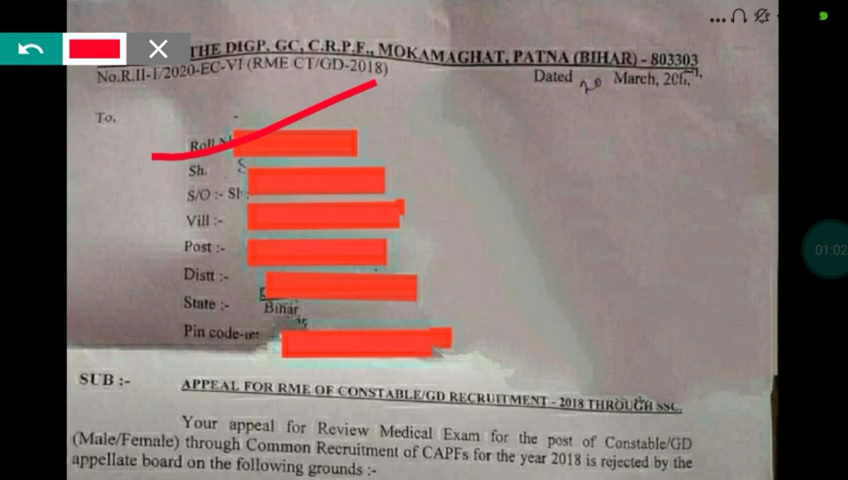 THE DIGP, GC, C.R.P.F., MOKAMAGHAT, PATNA (BIHAR) - 803303
No.R.II-1/2020-EC-VI (RME CT/GD-2018)
Dated 20 March,
To,
Roll
Sh.
S/O :- Sh
Vill :-
Post :-
Distt :-
State :- Bihar
Pin code-
SUB :- APPEAL FOR RME OF CONSTABLE/GD RECRUITMENT - 2018 THROUGH SSC.
Your appeal for Review Medical Exam for the post of Constable/GD
(Male/Female) through Common Recruitment of CAPFs for the year 2018 is rejected by the
appellate board on the following grounds :-
01:02